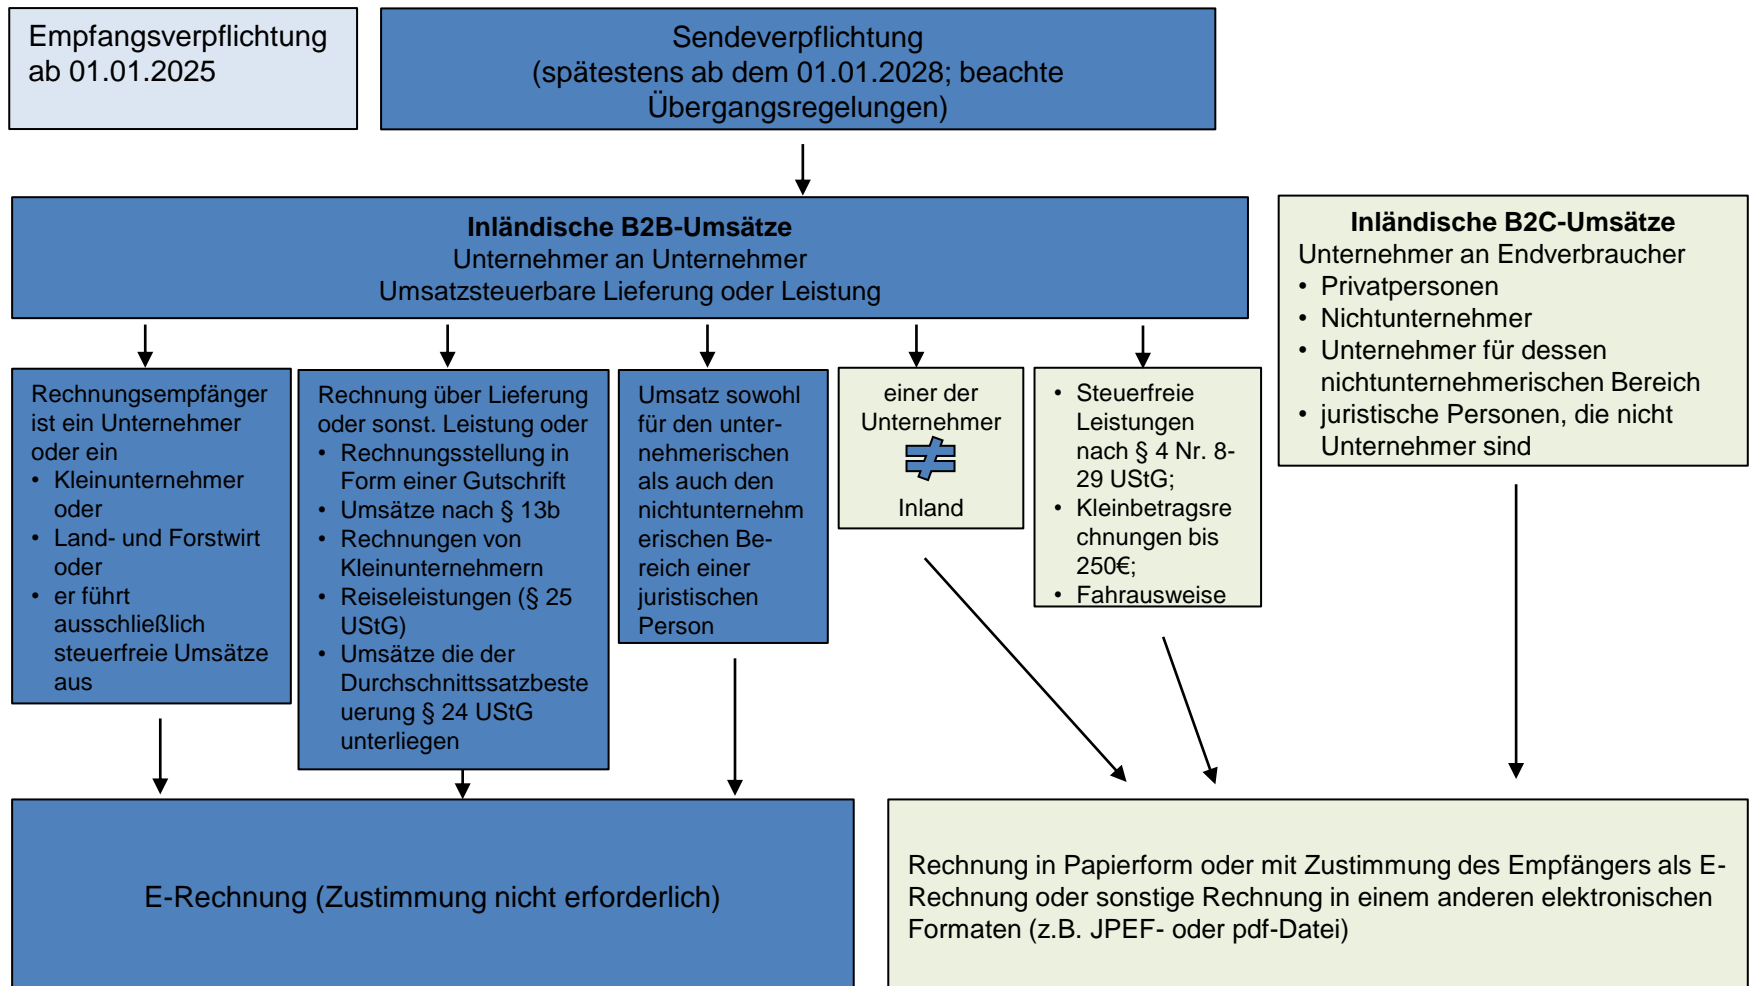 Empfangsverpflichtung
ab 01.01.2025
Sendeverpflichtung
(spätestens ab dem 01.01.2028; beachte
Übergangsregelungen)
Inländische B2B-Umsätze
Unternehmer an Unternehmer
Umsatzsteuerbare Lieferung oder Leistung
Inländische B2C-Umsätze
Unternehmer an Endverbraucher
• Privatpersonen
• Nichtunternehmer
• Unternehmer für dessen
nichtunternehmerischen Bereich
• juristische Personen, die nicht
Unternehmer sind
Rechnungsempfänger
ist ein Unternehmer
oder ein
• Kleinunternehmer
oder
• Land- und Forstwirt
oder
• er führt
ausschließlich
steuerfreie Umsätze
aus
Rechnung über Lieferung
oder sonst. Leistung oder
• Rechnungsstellung in
Form einer Gutschrift
• Umsätze nach § 13b
• Rechnungen von
Kleinunternehmern
• Reiseleistungen (§ 25
UStG)
• Umsätze die der
Durchschnittssatzbeste
uerung § 24 UStG
unterliegen
Umsatz sowohl
für den unter-
nehmerischen
als auch den
nichtunternehm
erischen Be-
reich einer
juristischen
Person
einer der
Unternehmer
≠
Inland
• Steuerfreie
Leistungen
nach § 4 Nr. 8-
29 UStG;
• Kleinbetragsre
chnungen bis
250€;
• Fahrausweise
E-Rechnung (Zustimmung nicht erforderlich)
Rechnung in Papierform oder mit Zustimmung des Empfängers als E-
Rechnung oder sonstige Rechnung in einem anderen elektronischen
Formaten (z.B. JPEF- oder pdf-Datei)